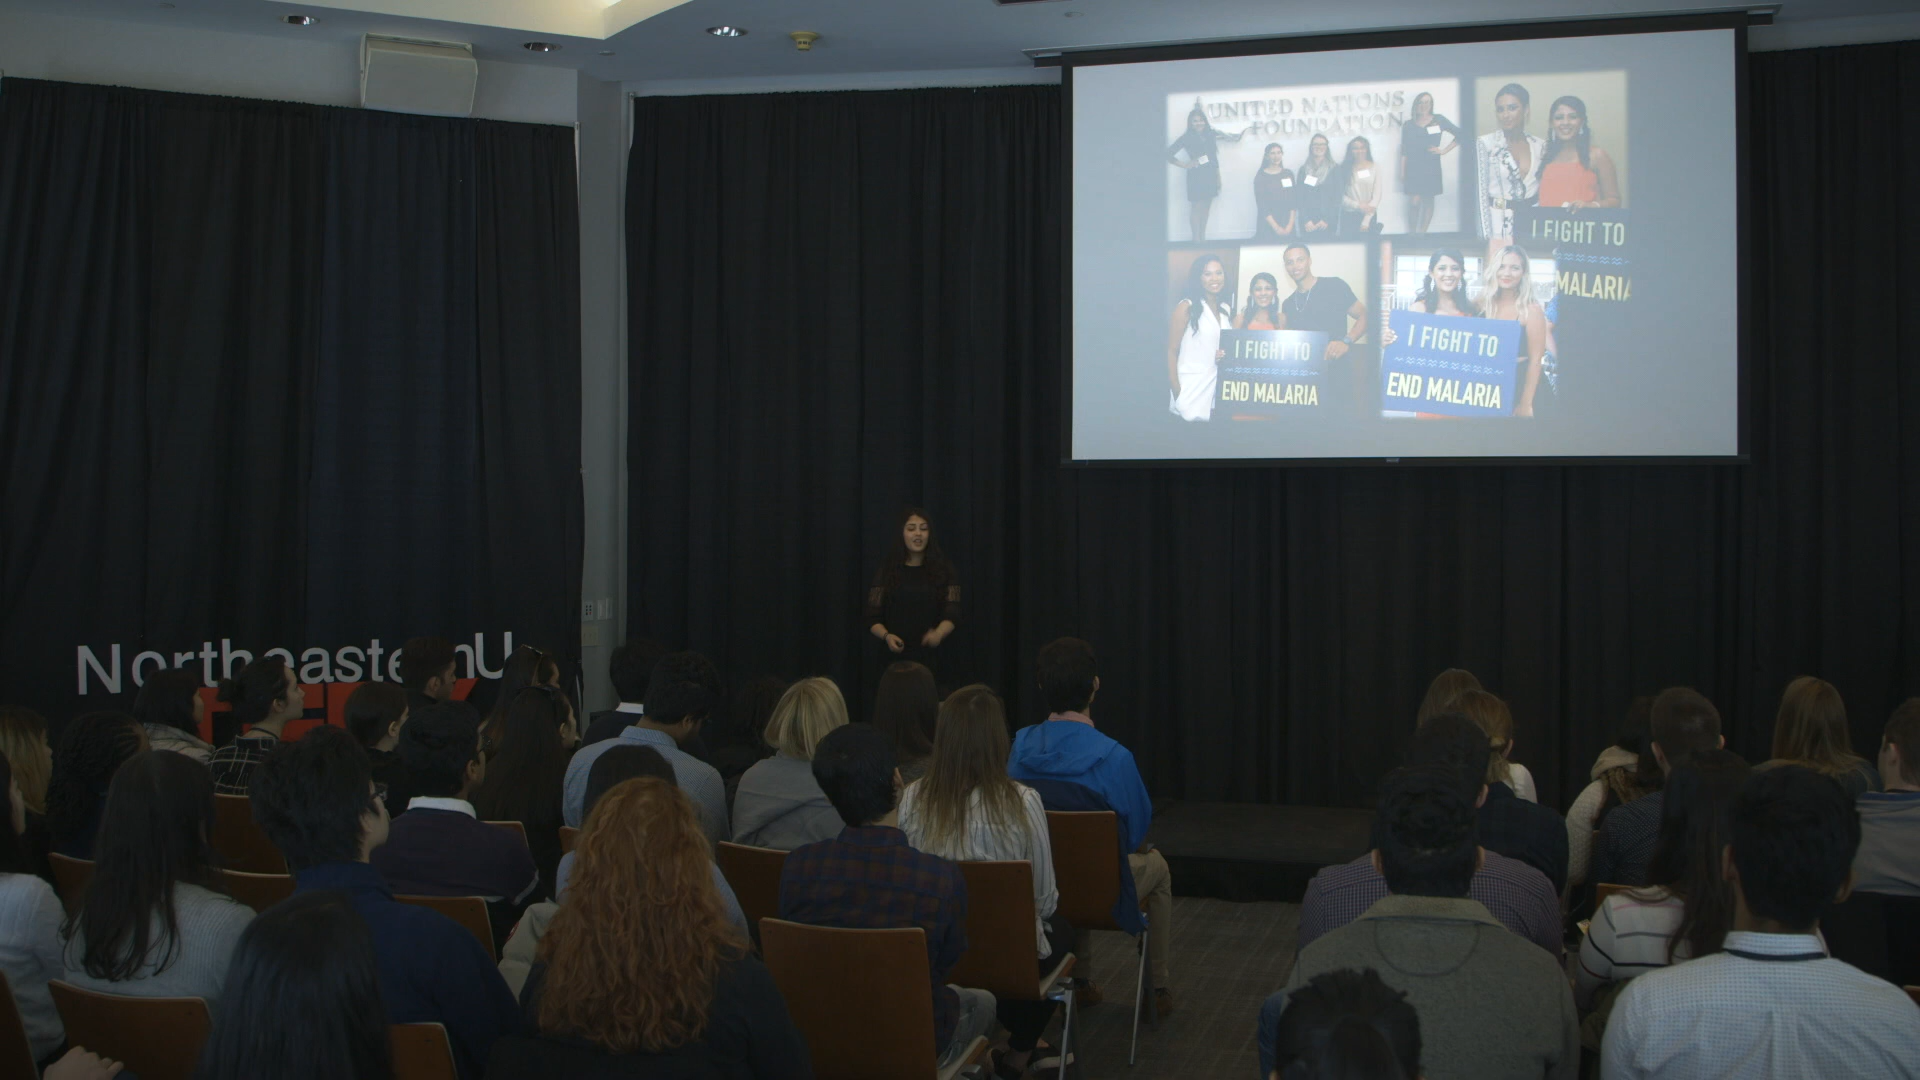 UNITED NATIONS
FOUNDATION
I FIGHT TO
MALARIA
I FIGHT TO
END MALARIA
I FIGHT TO
END MALARIA
NortheasternU